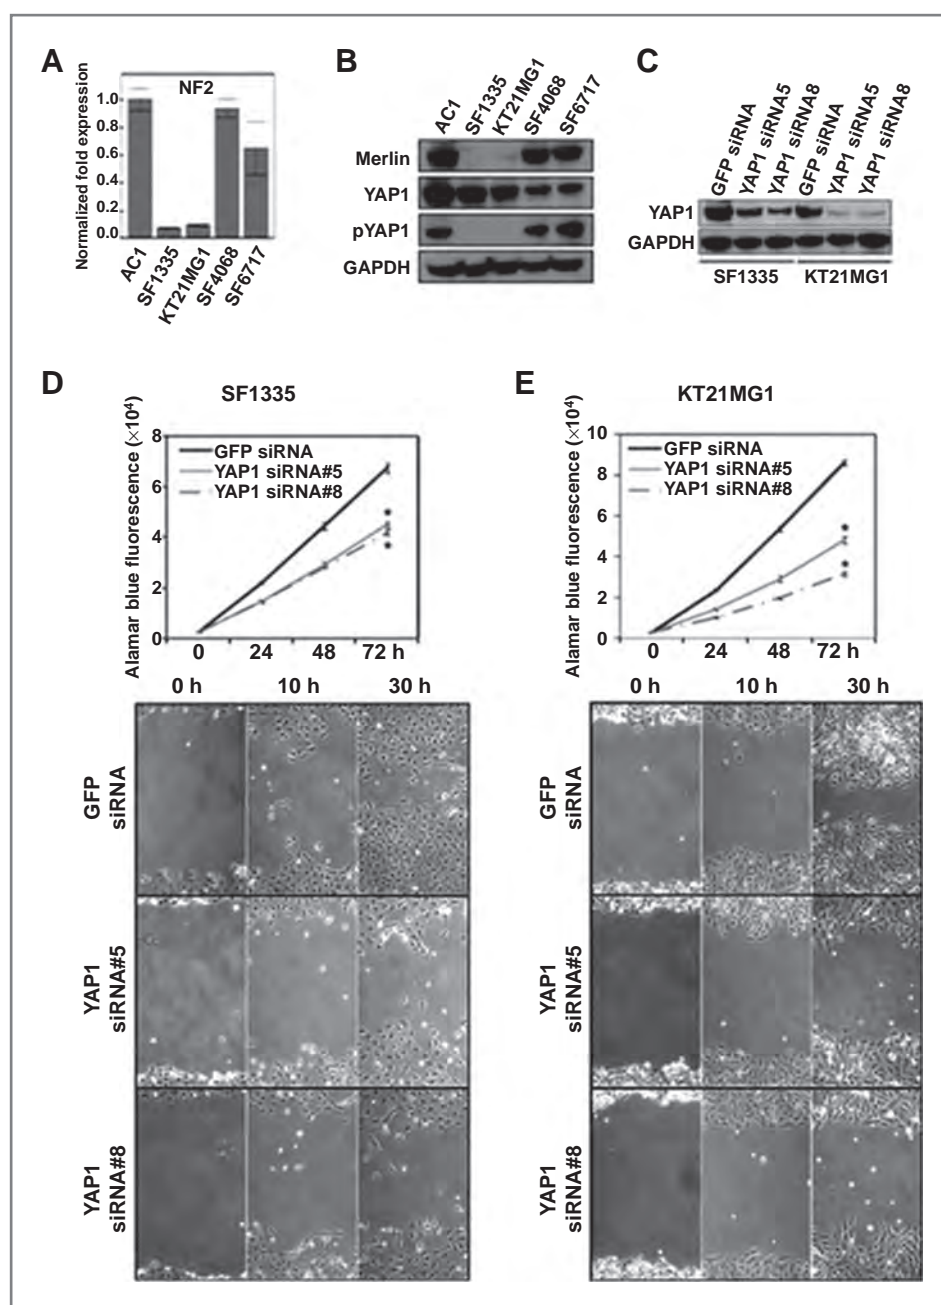 A
NF2
Normalized fold expression
1.0
0.8
0.6
0.4
0.2
0.0
AC1
SF1335
KT21MG1
SF4068
SF6717
B
AC1
SF1335
KT21MG1
SF4068
SF6717
Merlin
YAP1
pYAP1
GAPDH
C
GFP siRNA
YAP1 siRNA5
YAP1 siRNA8
GFP siRNA
YAP1 siRNA5
YAP1 siRNA8
YAP1
GAPDH
SF1335
KT21MG1
D
SF1335
Alamar blue fluorescence (×10⁴)
8
6
4
2
0
GFP siRNA
YAP1 siRNA#5
YAP1 siRNA#8
*
*
0 24 48 72 h
0 h 10 h 30 h
GFP
siRNA
YAP1
siRNA#5
YAP1
siRNA#8
E
KT21MG1
Alamar blue fluorescence (×10⁴)
10
8
6
4
2
0
GFP siRNA
YAP1 siRNA#5
YAP1 siRNA#8
*
*
0 24 48 72 h
0 h 10 h 30 h
GFP
siRNA
YAP1
siRNA#5
YAP1
siRNA#8